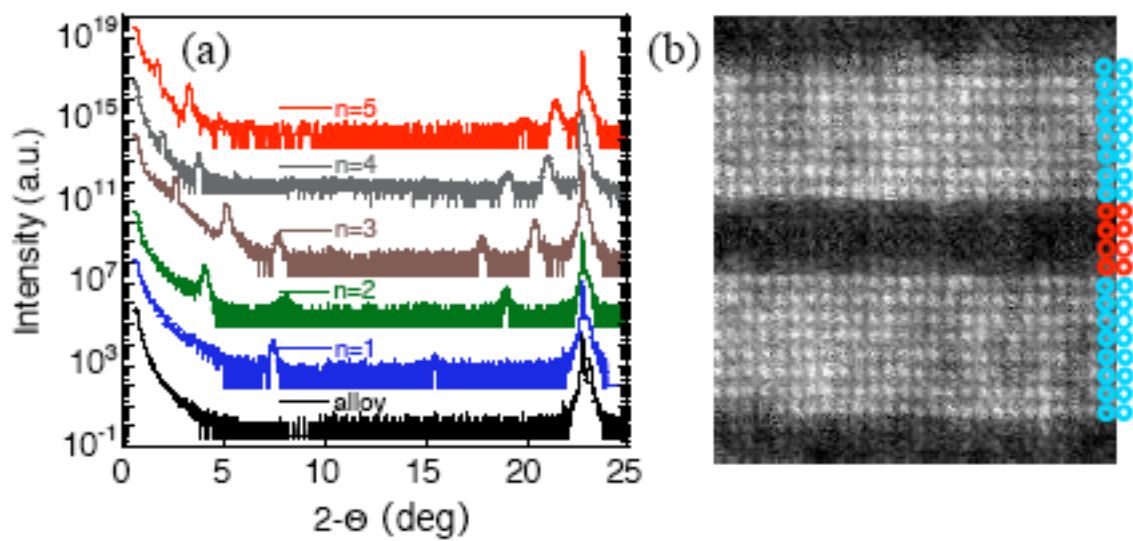 (a)
(b)
Intensity (a.u.)
10^19
10^15
10^11
10^7
10^3
10^-1
n=5
n=4
n=3
n=2
n=1
alloy
0 5 10 15 20 25
2-Θ (deg)